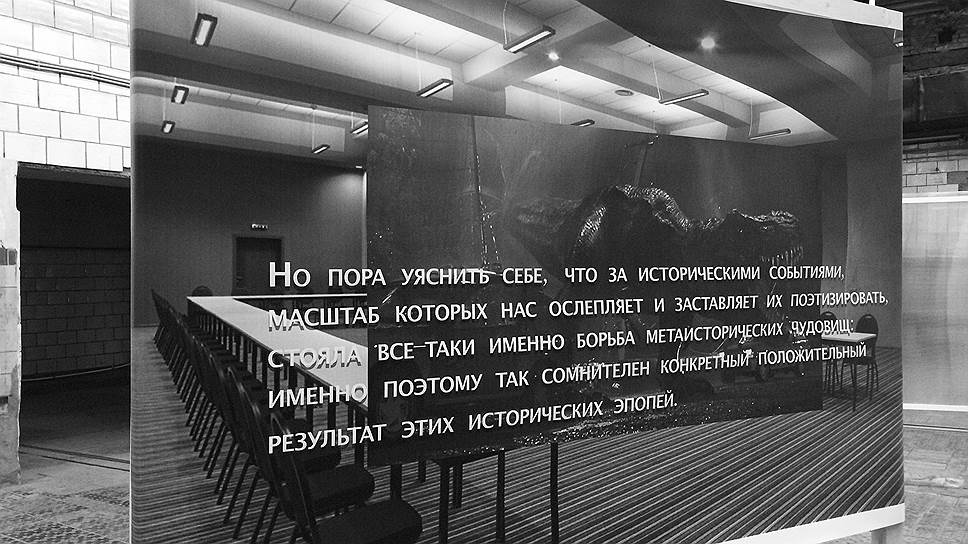 Но пора уяснить себе, что за историческими событиями,
масштаб которых нас ослепляет и заставляет их поэтизировать,
стояла все таки именно борьба метаисторических чудовищ:
именно поэтому так сомнителен конкретный положительный
результат этих исторических эпопей.